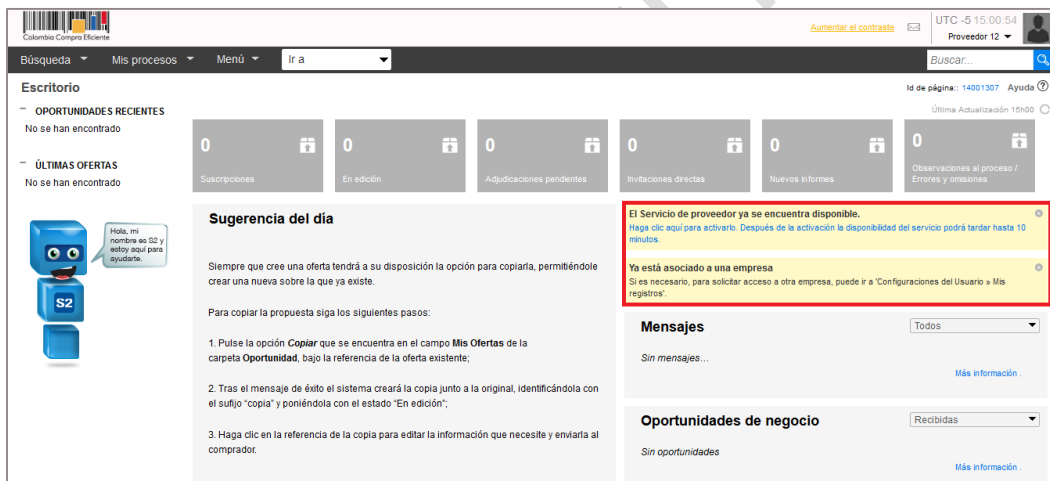 Colombia Compra Eficiente
Aumentar el contraste
UTC -5 15:00:54
Proveedor 12
Búsqueda
Mis procesos
Menú
Ir a
Buscar...
Escritorio
Id de página:: 14001307 Ayuda
Última Actualización 15h00
OPORTUNIDADES RECIENTES
No se han encontrado
ÚLTIMAS OFERTAS
No se han encontrado
0
Suscripciones
0
En edición
0
Adjudicaciones pendientes
0
Invitaciones directas
0
Nuevos informes
0
Observaciones al proceso /
Errores y omisiones
Hola, mi
nombre es S2 y
estoy aquí para
ayudarte.
S2
Sugerencia del día
Siempre que cree una oferta tendrá a su disposición la opción para copiarla, permitiéndole
crear una nueva sobre la que ya existe.
Para copiar la propuesta siga los siguientes pasos:
1. Pulse la opción Copiar que se encuentra en el campo Mis Ofertas de la
carpeta Oportunidad, bajo la referencia de la oferta existente;
2. Tras el mensaje de éxito el sistema creará la copia junto a la original, identificándola con
el sufijo "copia" y poniéndola con el estado "En edición";
3. Haga clic en la referencia de la copia para editar la información que necesite y enviarla al
comprador.
El Servicio de proveedor ya se encuentra disponible.
Haga clic aquí para activarlo. Después de la activación la disponibilidad del servicio podrá tardar hasta 10
minutos.
Ya está asociado a una empresa
Si es necesario, para solicitar acceso a otra empresa, puede ir a 'Configuraciones del Usuario » Mis
registros'.
Mensajes
Todos
Sin mensajes...
Más información .
Oportunidades de negocio
Recibidas
Sin oportunidades
Más información .